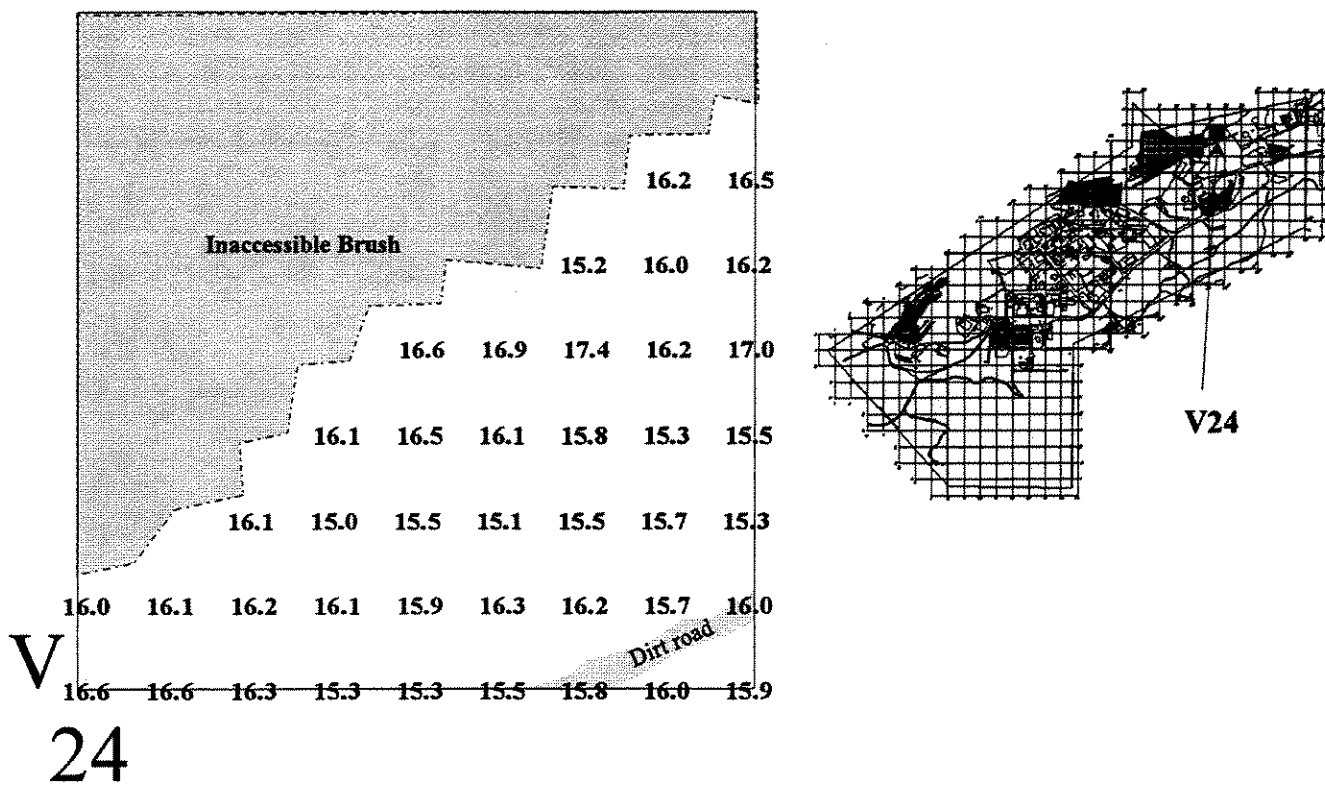 16.2 16.5
Inaccessible Brush
15.2 16.0 16.2
16.6 16.9 17.4 16.2 17.0
16.1 16.5 16.1 15.8 15.3 15.5
16.1 15.0 15.5 15.1 15.5 15.7 15.3
16.0 16.1 16.2 16.1 15.9 16.3 16.2 15.7 16.0
Dirt road
V
16.6 16.6 16.3 15.3 15.3 15.5 15.8 16.0 15.9
24
V24